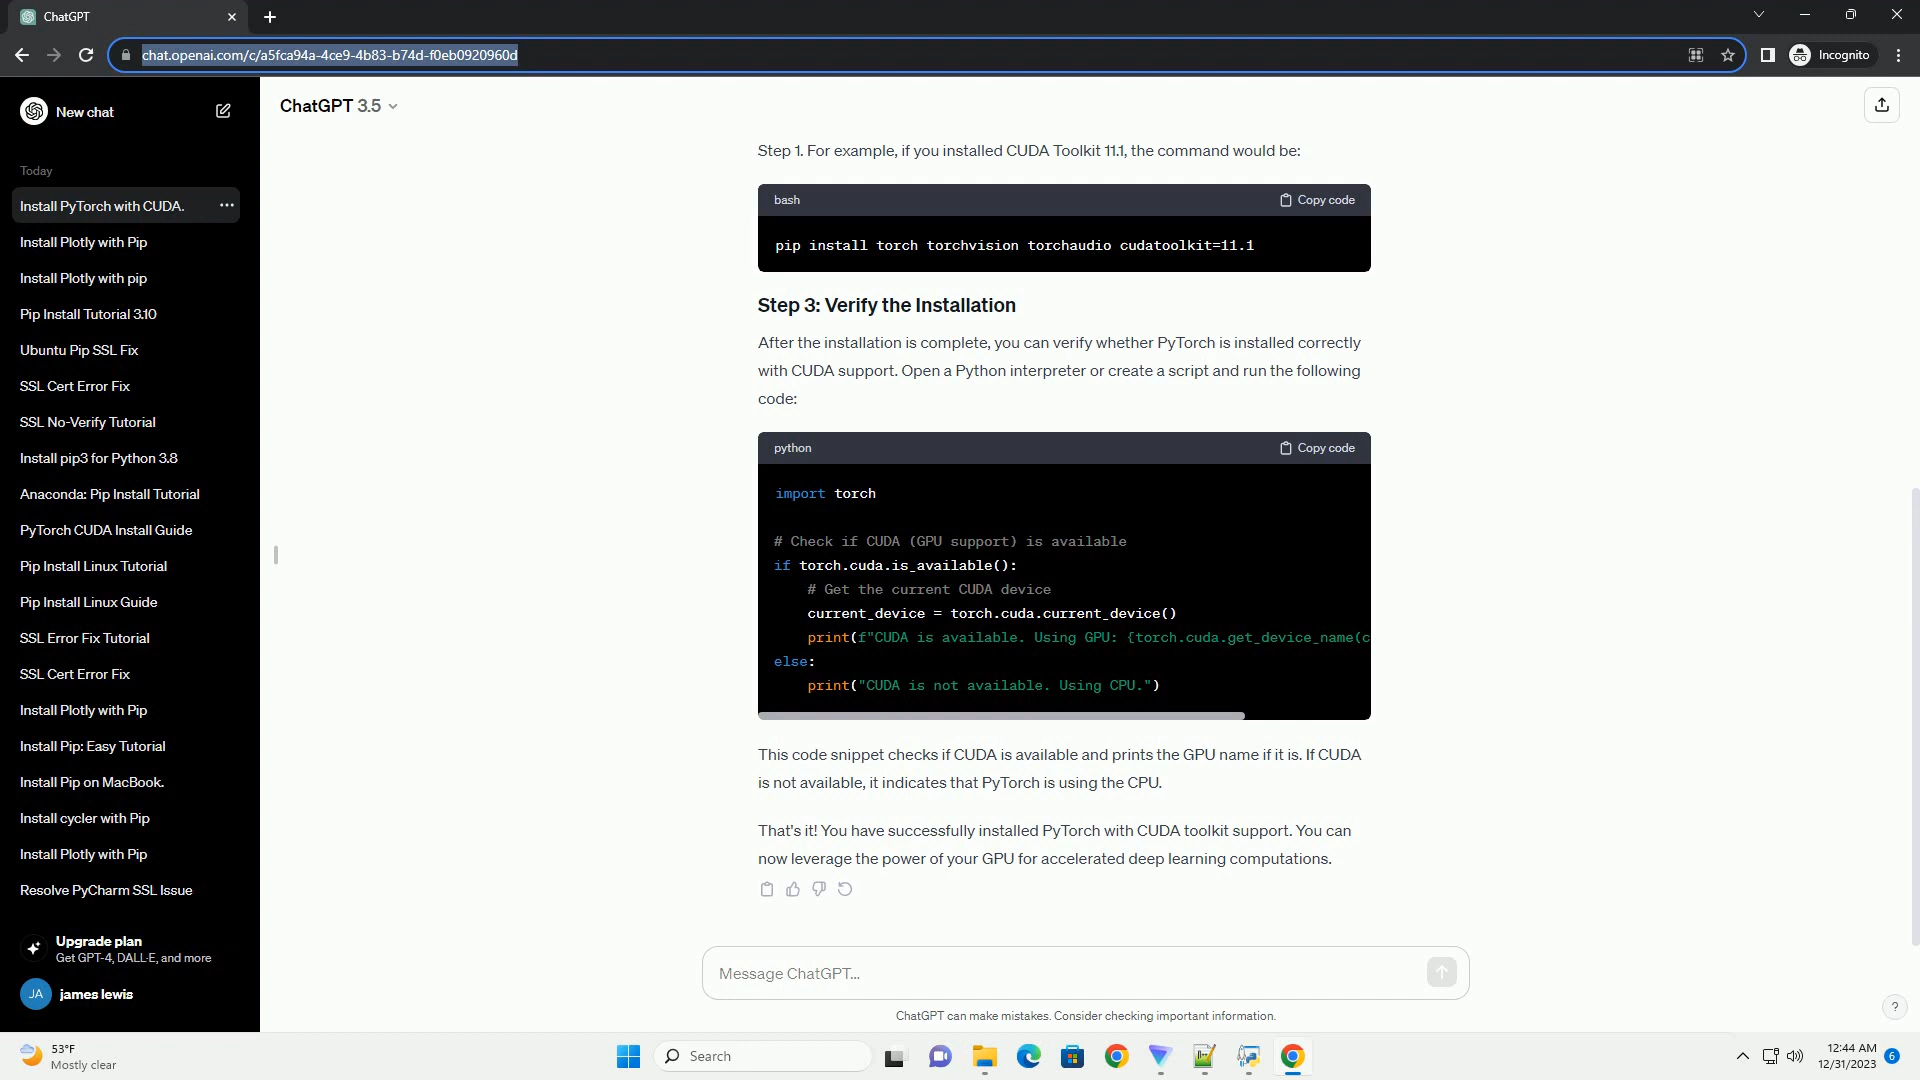 ChatGPT
chat.openai.com/c/a5fca94a-4ce9-4b83-b74d-f0eb0920960d
Incognito
New chat
ChatGPT 3.5
Today
Install PyTorch with CUDA.
Install Plotly with Pip
Install Plotly with pip
Pip Install Tutorial 3.10
Ubuntu Pip SSL Fix
SSL Cert Error Fix
SSL No-Verify Tutorial
Install pip3 for Python 3.8
Anaconda: Pip Install Tutorial
PyTorch CUDA Install Guide
Pip Install Linux Tutorial
Pip Install Linux Guide
SSL Error Fix Tutorial
SSL Cert Error Fix
Install Plotly with Pip
Install Pip: Easy Tutorial
Install Pip on MacBook.
Install cycler with Pip
Install Plotly with Pip
Resolve PyCharm SSL Issue
Upgrade plan
Get GPT-4, DALL·E, and more
JA james lewis
Step 1. For example, if you installed CUDA Toolkit 11.1, the command would be:
bash Copy code
pip install torch torchvision torchaudio cudatoolkit=11.1
Step 3: Verify the Installation
After the installation is complete, you can verify whether PyTorch is installed correctly
with CUDA support. Open a Python interpreter or create a script and run the following
code:
python Copy code
import torch
# Check if CUDA (GPU support) is available
if torch.cuda.is_available():
# Get the current CUDA device
current_device = torch.cuda.current_device()
print(f"CUDA is available. Using GPU: {torch.cuda.get_device_name(c
else:
print("CUDA is not available. Using CPU.")
This code snippet checks if CUDA is available and prints the GPU name if it is. If CUDA
is not available, it indicates that PyTorch is using the CPU.
That's it! You have successfully installed PyTorch with CUDA toolkit support. You can
now leverage the power of your GPU for accelerated deep learning computations.
Message ChatGPT...
ChatGPT can make mistakes. Consider checking important information.
?
53°F
Mostly clear
Search
12:44 AM
12/31/2023
6